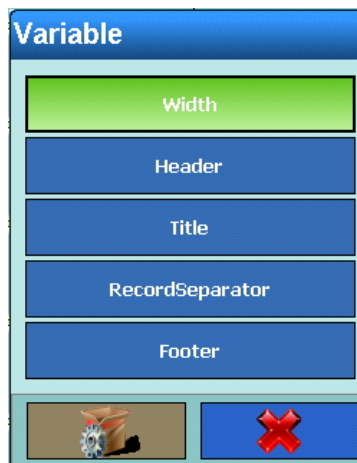 Variable
Width
Header
Title
RecordSeparator
Footer